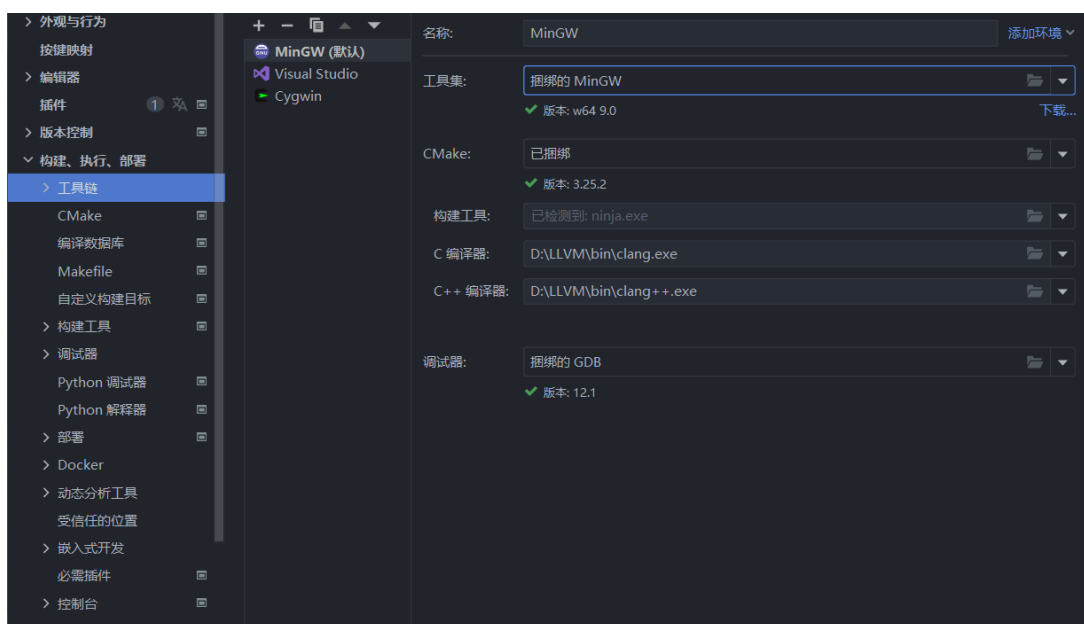 外观与行为
按键映射
编辑器
插件 1
版本控制
构建、执行、部署
工具链
CMake
编译数据库
Makefile
自定义构建目标
构建工具
调试器
Python 调试器
Python 解释器
部署
Docker
动态分析工具
受信任的位置
嵌入式开发
必需插件
控制台
MinGW (默认)
Visual Studio
Cygwin
名称: MinGW 添加环境
工具集: 捆绑的 MinGW
版本: w64 9.0 下载...
CMake: 已捆绑
版本: 3.25.2
构建工具: 已检测到: ninja.exe
C 编译器: D:\LLVM\bin\clang.exe
C++ 编译器: D:\LLVM\bin\clang++.exe
调试器: 捆绑的 GDB
版本: 12.1